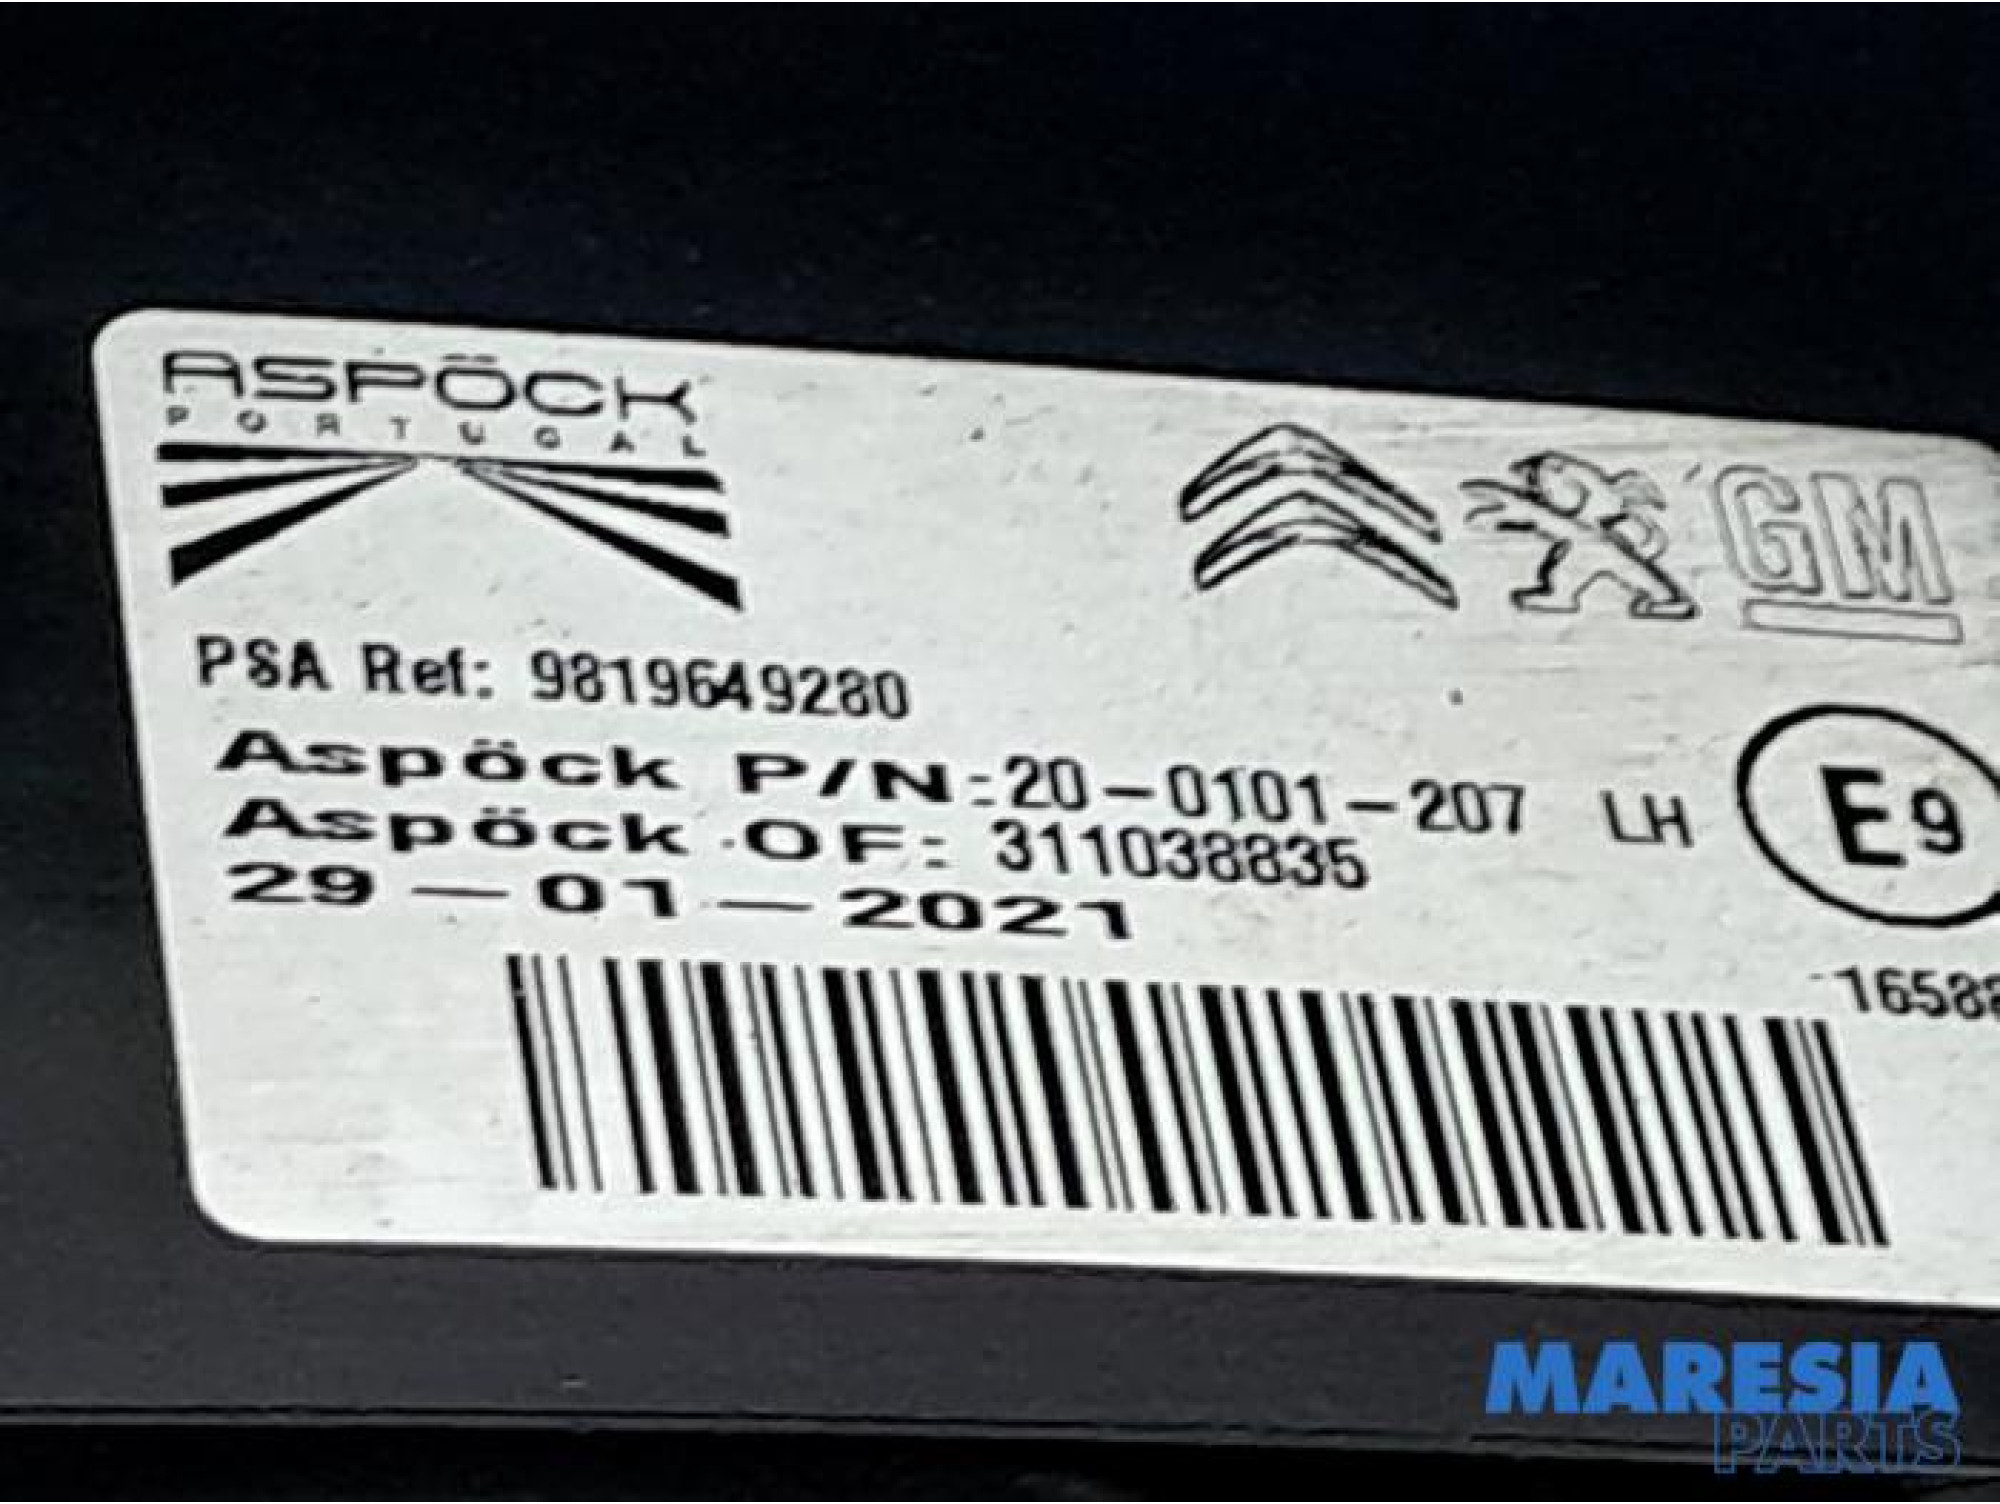 ASPÖCK
PORTUGAL
GM
PSA Ref: 9819649280
Aspöck P/N:20-0101-207 LH
E9
Aspöck OF: 311038835
29-01-2021
MARESIA
PARTS